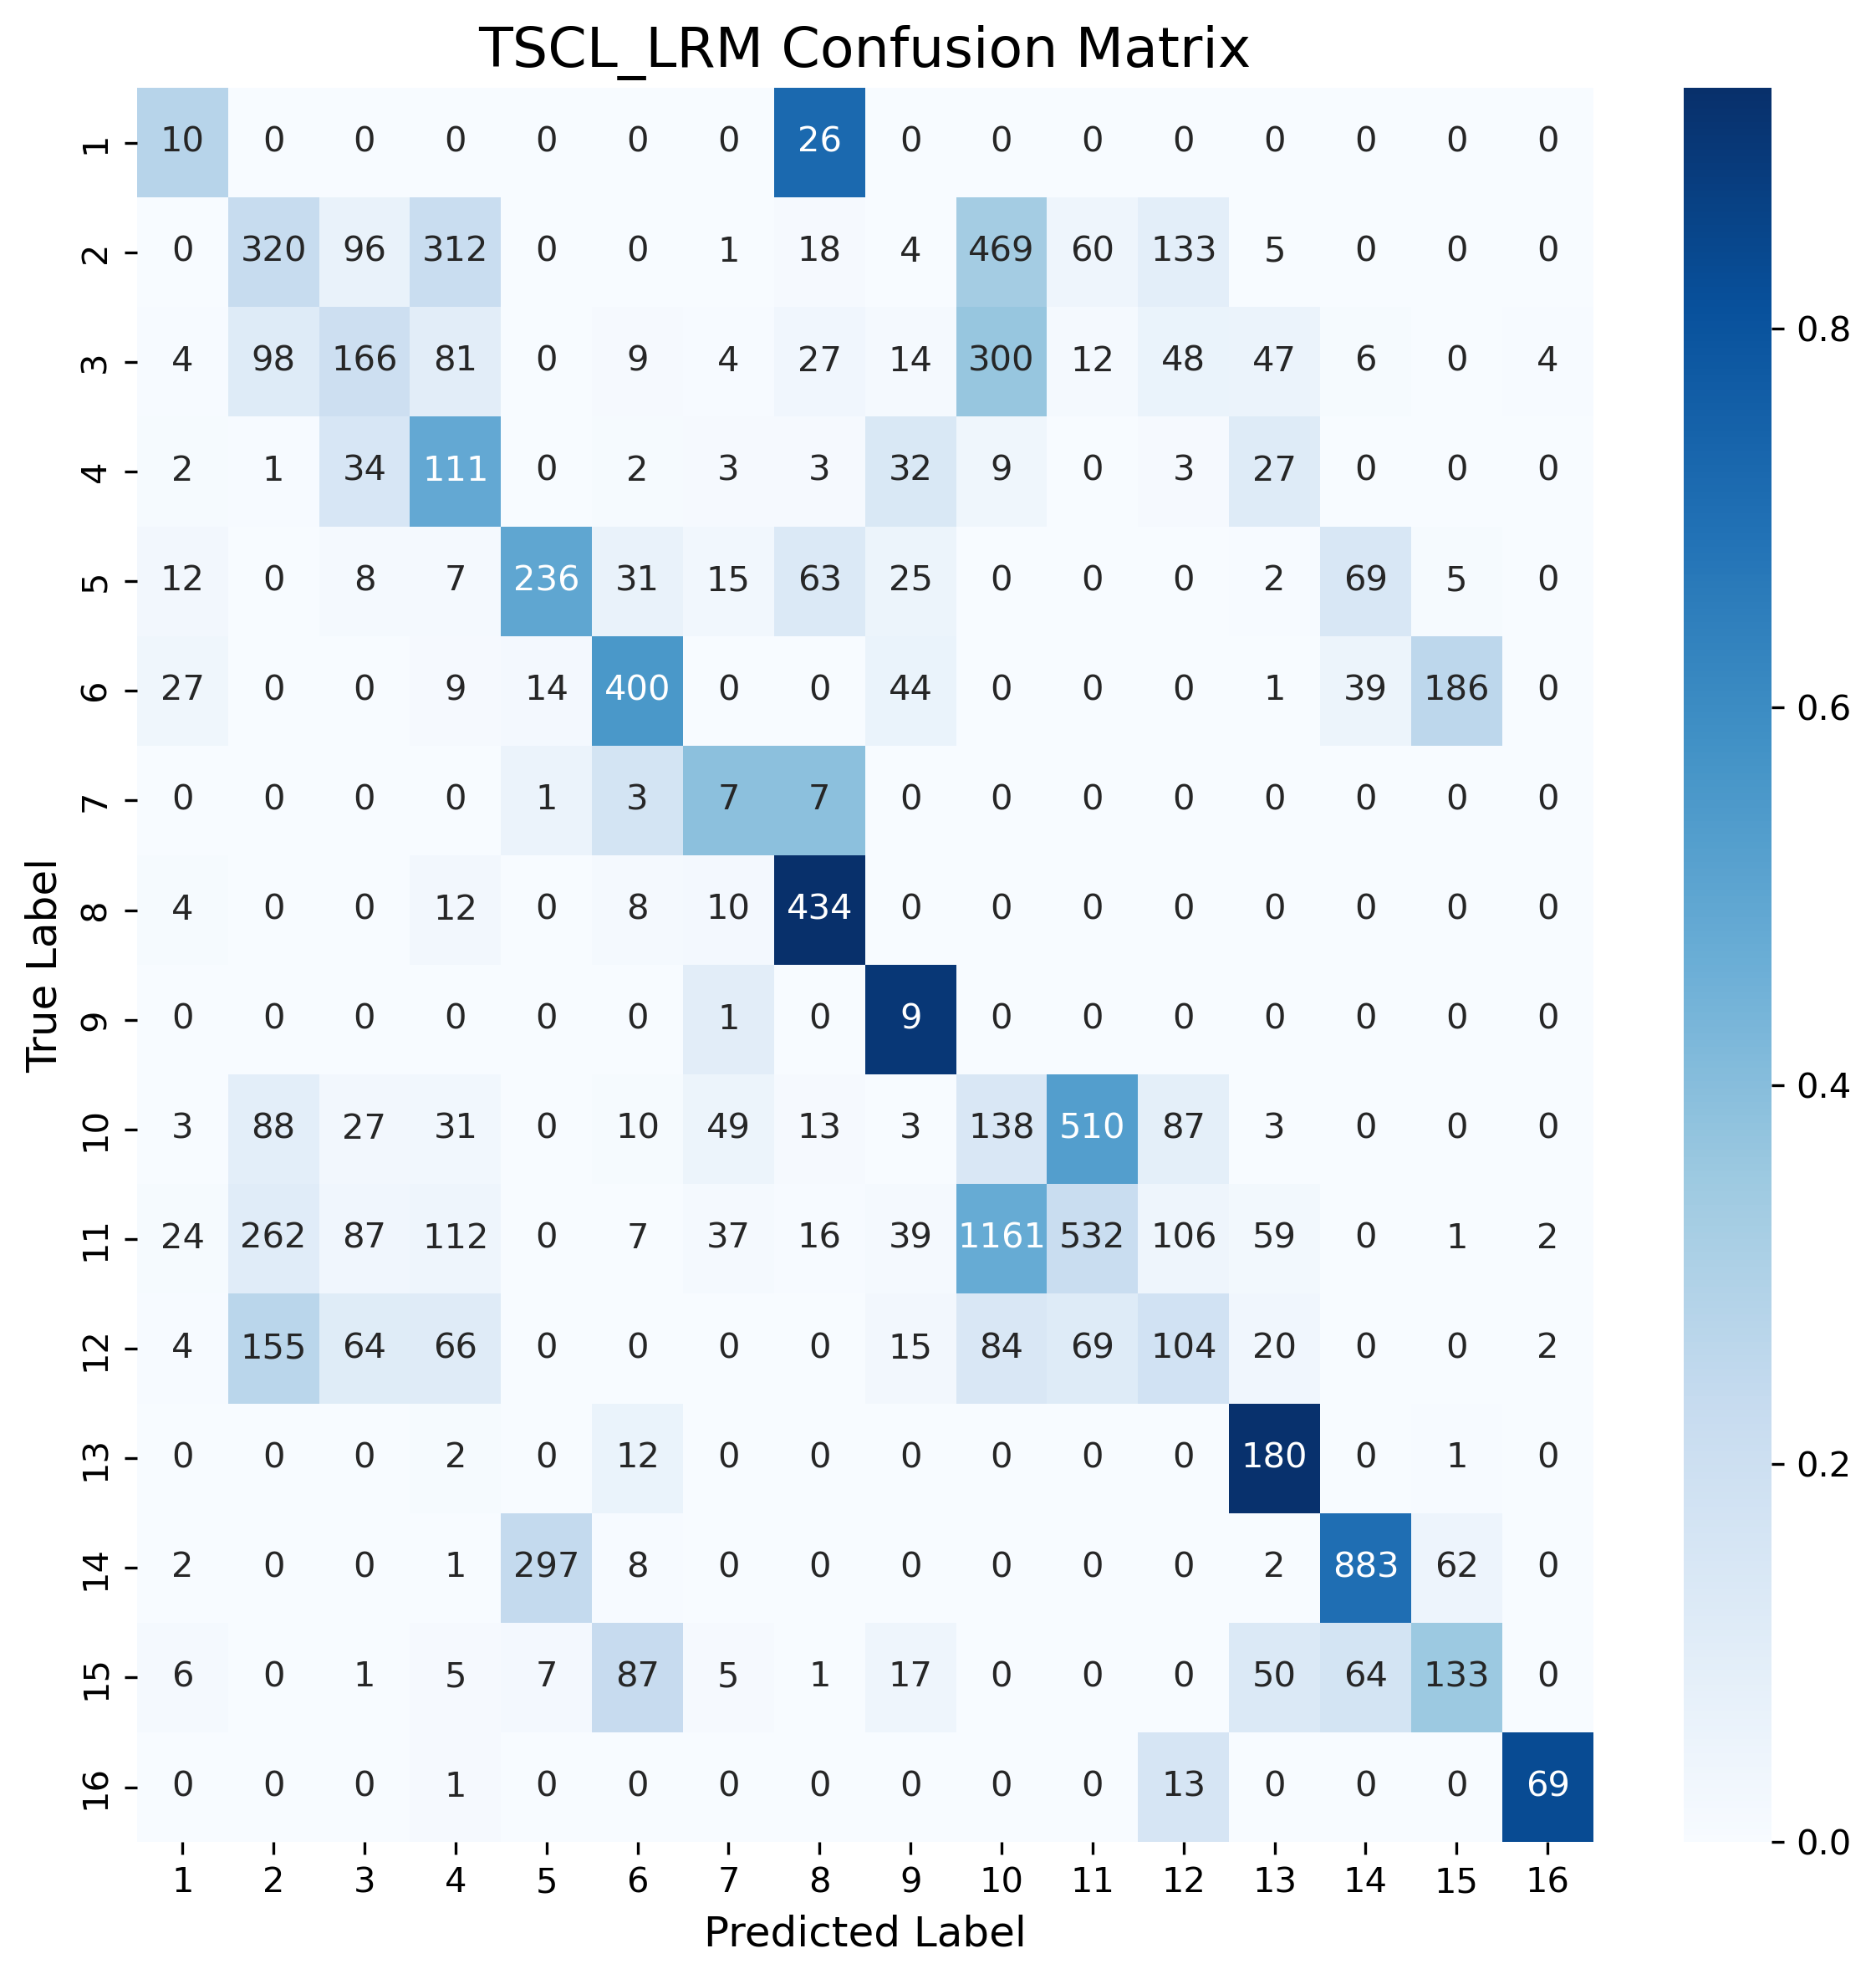 TSCL_LRM Confusion Matrix
1 10 0 0 0 0 0 0 26 0 0 0 0 0 0 0 0
2 0 320 96 312 0 0 1 18 4 469 60 133 5 0 0 0
0.8
3 4 98 166 81 0 9 4 27 14 300 12 48 47 6 0 4
4 2 1 34 111 0 2 3 3 32 9 0 3 27 0 0 0
5 12 0 8 7 236 31 15 63 25 0 0 0 2 69 5 0
6 27 0 0 9 14 400 0 0 44 0 0 0 1 39 186 0
0.6
7 0 0 0 0 1 3 7 7 0 0 0 0 0 0 0 0
8 4 0 0 12 0 8 10 434 0 0 0 0 0 0 0 0
True Label
9 0 0 0 0 0 0 1 0 9 0 0 0 0 0 0 0
0.4
10 3 88 27 31 0 10 49 13 3 138 510 87 3 0 0 0
11 24 262 87 112 0 7 37 16 39 1161 532 106 59 0 1 2
12 4 155 64 66 0 0 0 0 15 84 69 104 20 0 0 2
13 0 0 0 2 0 12 0 0 0 0 0 0 180 0 1 0
0.2
14 2 0 0 1 297 8 0 0 0 0 0 0 2 883 62 0
15 6 0 1 5 7 87 5 1 17 0 0 0 50 64 133 0
16 0 0 0 1 0 0 0 0 0 0 0 13 0 0 0 69
0.0
1 2 3 4 5 6 7 8 9 10 11 12 13 14 15 16
Predicted Label